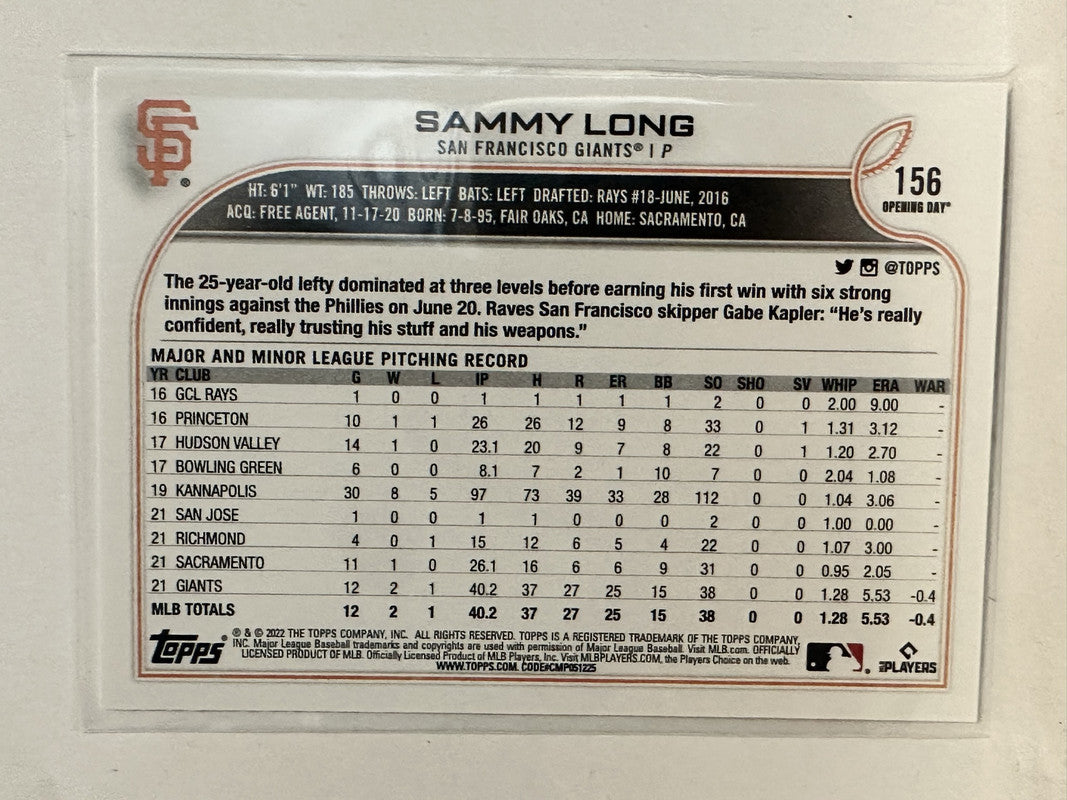 SF®
SAMMY LONG
SAN FRANCISCO GIANTS® | P
156
OPENING DAY®
HT: 6'1" WT: 185 THROWS: LEFT BATS: LEFT DRAFTED: RAYS #18-JUNE, 2016
ACQ: FREE AGENT, 11-17-20 BORN: 7-8-95, FAIR OAKS, CA HOME: SACRAMENTO, CA
@TOPPS
The 25-year-old lefty dominated at three levels before earning his first win with six strong
innings against the Phillies on June 20. Raves San Francisco skipper Gabe Kapler: “He's really
confident, really trusting his stuff and his weapons.”
MAJOR AND MINOR LEAGUE PITCHING RECORD
YR CLUB G W L IP H R ER BB SO SHO SV WHIP ERA WAR
16 GCL RAYS 1 0 0 1 1 1 1 1 2 0 0 2.00 9.00 -
16 PRINCETON 10 1 1 26 26 12 9 8 33 0 1 1.31 3.12 -
17 HUDSON VALLEY 14 1 0 23.1 20 9 7 8 22 0 1 1.20 2.70 -
17 BOWLING GREEN 6 0 0 8.1 7 2 1 10 7 0 0 2.04 1.08 -
19 KANNAPOLIS 30 8 5 97 73 39 33 28 112 0 0 1.04 3.06 -
21 SAN JOSE 1 0 0 1 1 0 0 0 2 0 0 1.00 0.00 -
21 RICHMOND 4 0 1 15 12 6 5 4 22 0 0 1.07 3.00 -
21 SACRAMENTO 11 1 0 26.1 16 6 6 9 31 0 0 0.95 2.05 -
21 GIANTS 12 2 1 40.2 37 27 25 15 38 0 0 1.28 5.53 -0.4
MLB TOTALS 12 2 1 40.2 37 27 25 15 38 0 0 1.28 5.53 -0.4
Topps®
® & © 2022 THE TOPPS COMPANY, INC. ALL RIGHTS RESERVED. TOPPS IS A REGISTERED TRADEMARK OF THE TOPPS COMPANY,
INC. Major League Baseball trademarks and copyrights are used with permission of Major League Baseball. Visit MLB.com. OFFICIALLY
LICENSED PRODUCT OF MLB. Officially Licensed Product of MLB Players, Inc. Visit MLBPLAYERS.COM, the Players Choice on the web.
WWW.TOPPS.COM. CODE#CMP051225
MLBPLAYERS